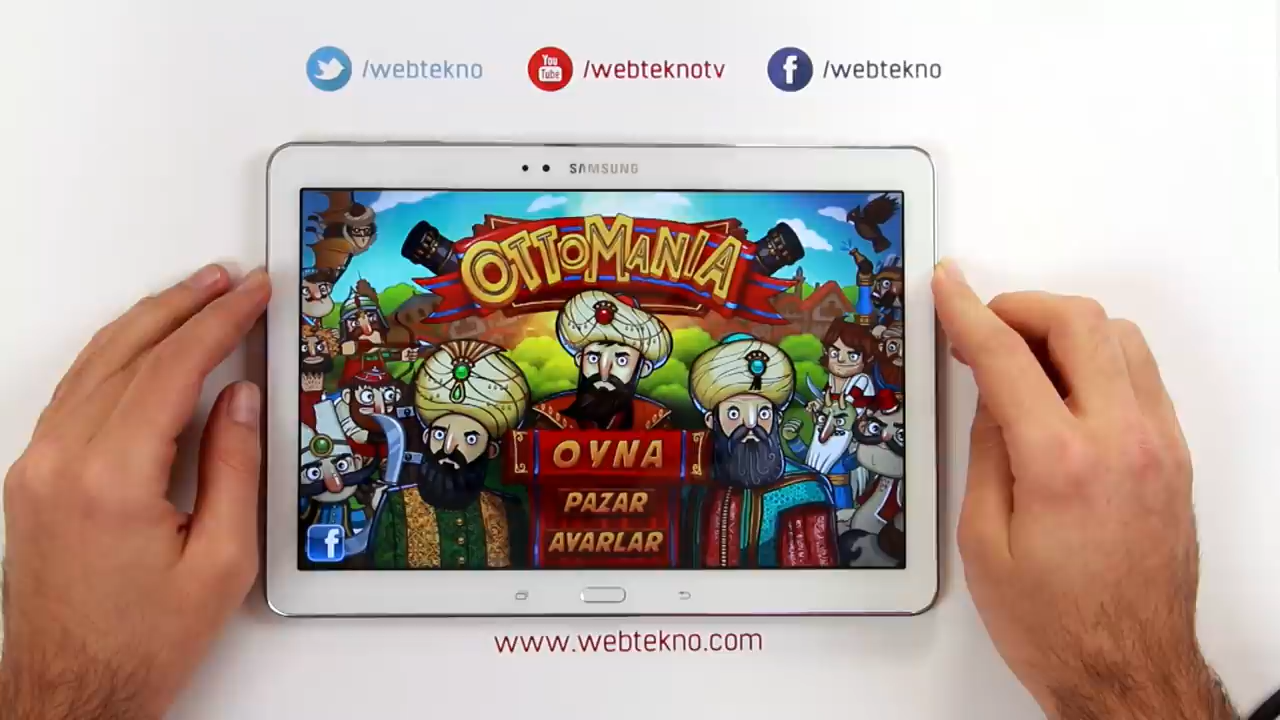 /webtekno
You Tube
/webteknotv
/webtekno
SAMSUNG
OTTOMANIA
OYNA
PAZAR
AYARLAR
www.webtekno.com